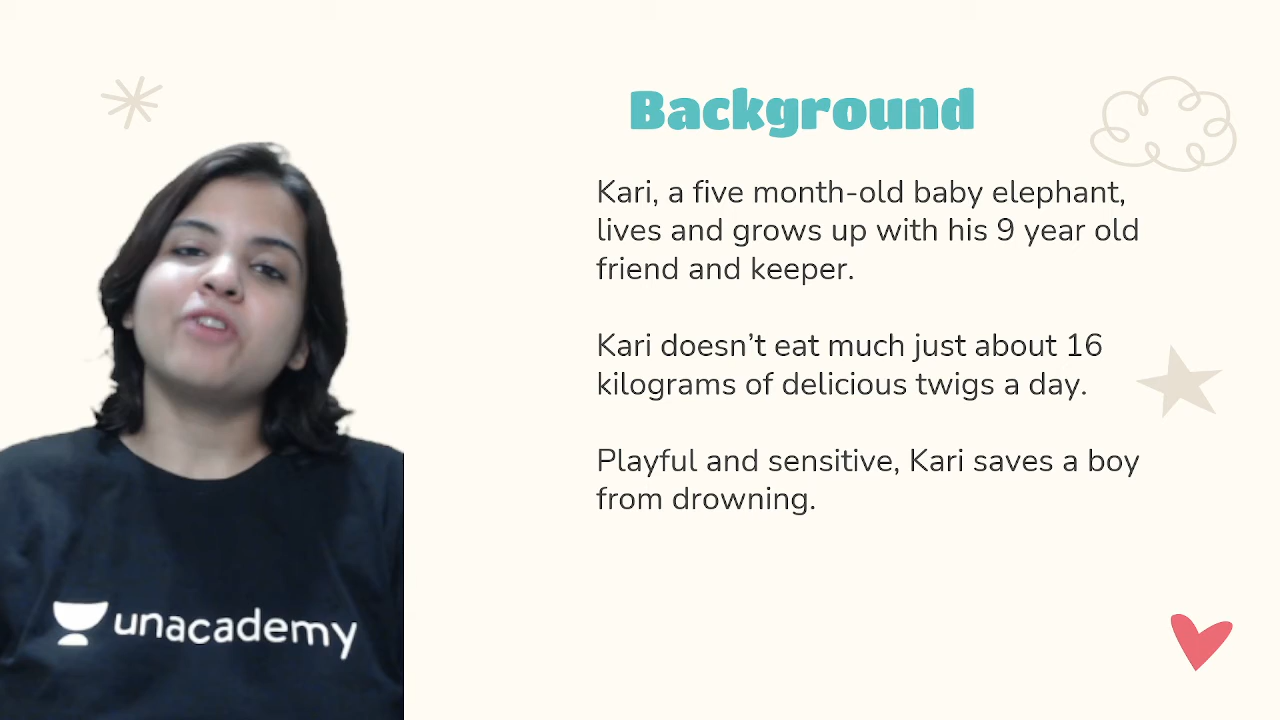 Background
Kari, a five month-old baby elephant,
lives and grows up with his 9 year old
friend and keeper.
Kari doesn't eat much just about 16
kilograms of delicious twigs a day.
Playful and sensitive, Kari saves a boy
from drowning.
unacademy